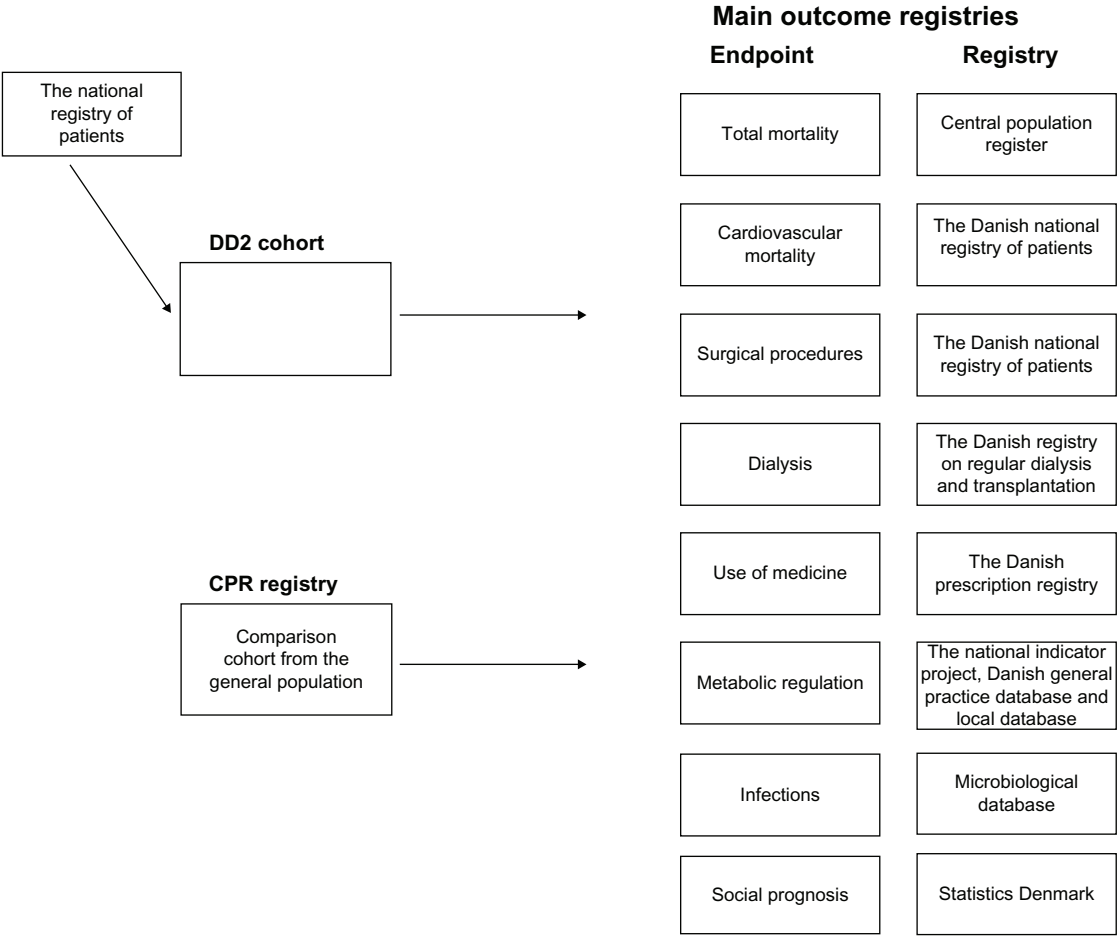 Main outcome registries
Endpoint
Registry
The national
registry of
patients
DD2 cohort
CPR registry
Comparison
cohort from the
general population
Total mortality
Central population
register
Cardiovascular
mortality
The Danish national
registry of patients
Surgical procedures
The Danish national
registry of patients
Dialysis
The Danish registry
on regular dialysis
and transplantation
Use of medicine
The Danish
prescription registry
Metabolic regulation
The national indicator
project, Danish general
practice database and
local database
Infections
Microbiological
database
Social prognosis
Statistics Denmark